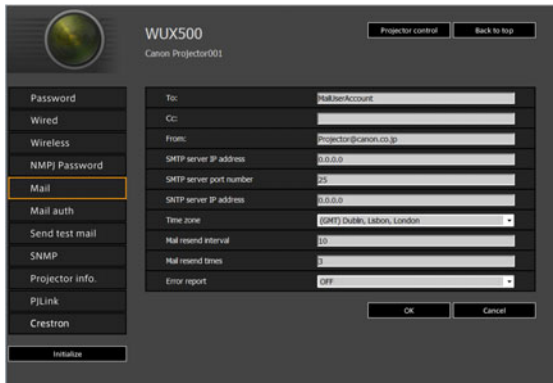 WUX500
Canon Projector001
Projector control
Back to top
Password
Wired
Wireless
NMPJ Password
Mail
Mail auth
Send test mail
SNMP
Projector info.
PJLink
Crestron
Initialize
To: MailUserAccount
Cc:
From: Projector@canon.co.jp
SMTP server IP address 0.0.0.0
SMTP server port number 25
SNTP server IP address 0.0.0.0
Time zone (GMT) Dublin, Lisbon, London
Mail resend interval 10
Mail resend times 3
Error report OFF
OK
Cancel